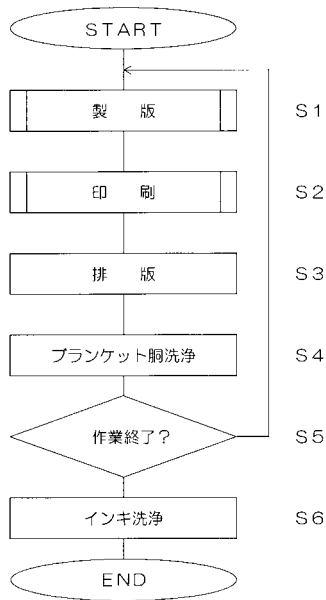 START
製　版　S1
印　刷　S2
排　版　S3
ブランケット胴洗浄　S4
作業終了？　S5
インキ洗浄　S6
END